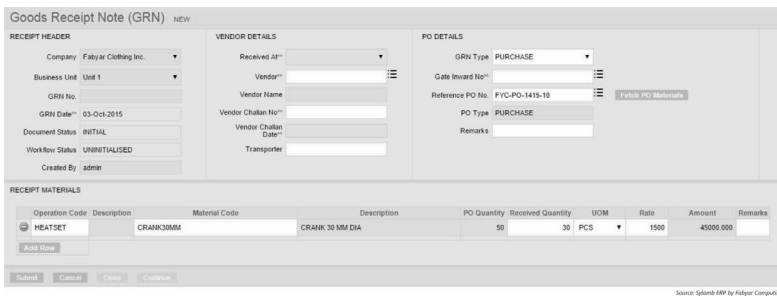 Goods Receipt Note (GRN) NEW
RECEIPT HEADER
Company Fabyar Clothing Inc.
Business Unit Unit 1
GRN No.
GRN Date** 03-Oct-2015
Document Status INITIAL
Workflow Status UNINITIALISED
Created By admin
VENDOR DETAILS
Received At**
Vendor**
Vendor Name
Vendor Challan No**
Vendor Challan
Date**
Transporter
PO DETAILS
GRN Type PURCHASE
Gate Inward No**
Reference PO No. FYC-PO-1415-10 Fetch PO Materials
PO Type PURCHASE
Remarks
RECEIPT MATERIALS
Operation Code Description Material Code Description PO Quantity Received Quantity UOM Rate Amount Remarks
HEATSET CRANK30MM CRANK 30 MM DIA 50 30 PCS 1500 45000.000
Add Row
Submit Cancel Close Continue
Source: Sylamb ERP by Fabyar Comput